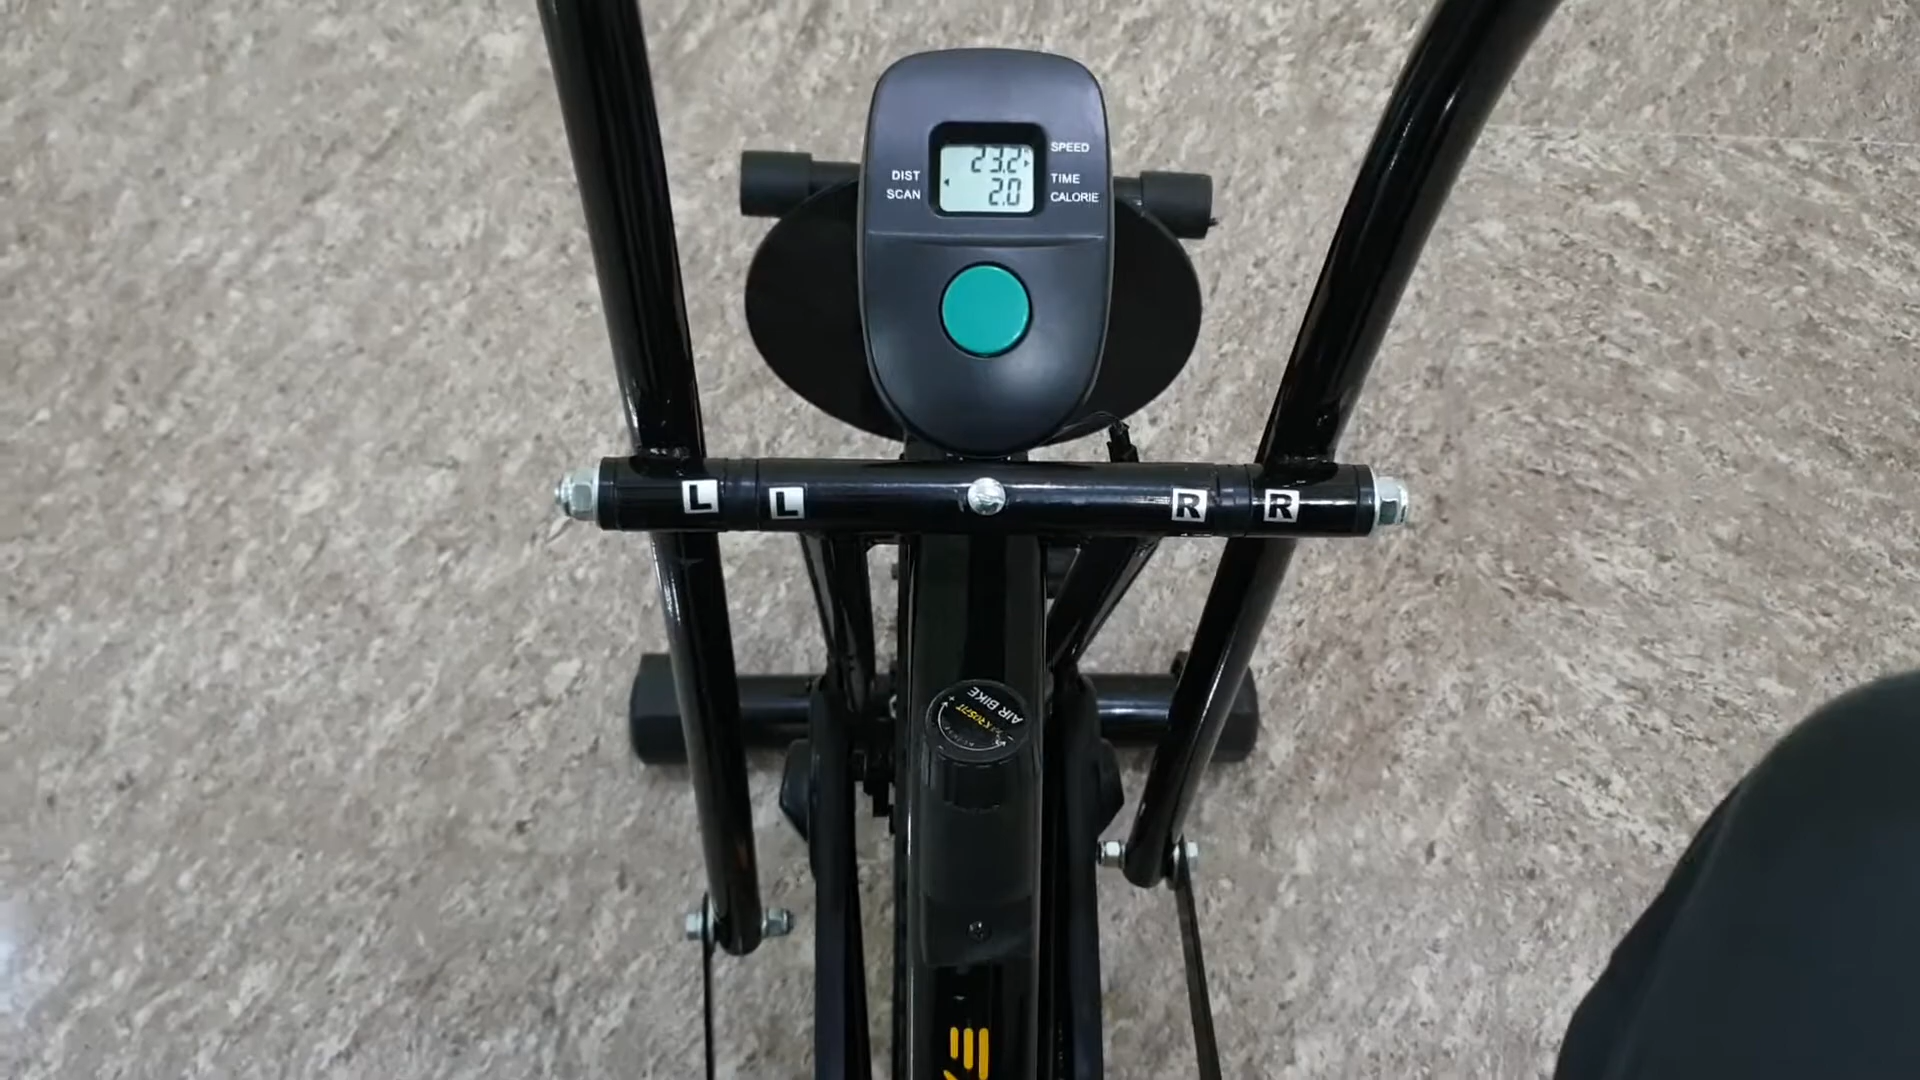 23.2 SPEED
DIST TIME
SCAN 2.0 CALORIE
L L R R
AIR BIKE